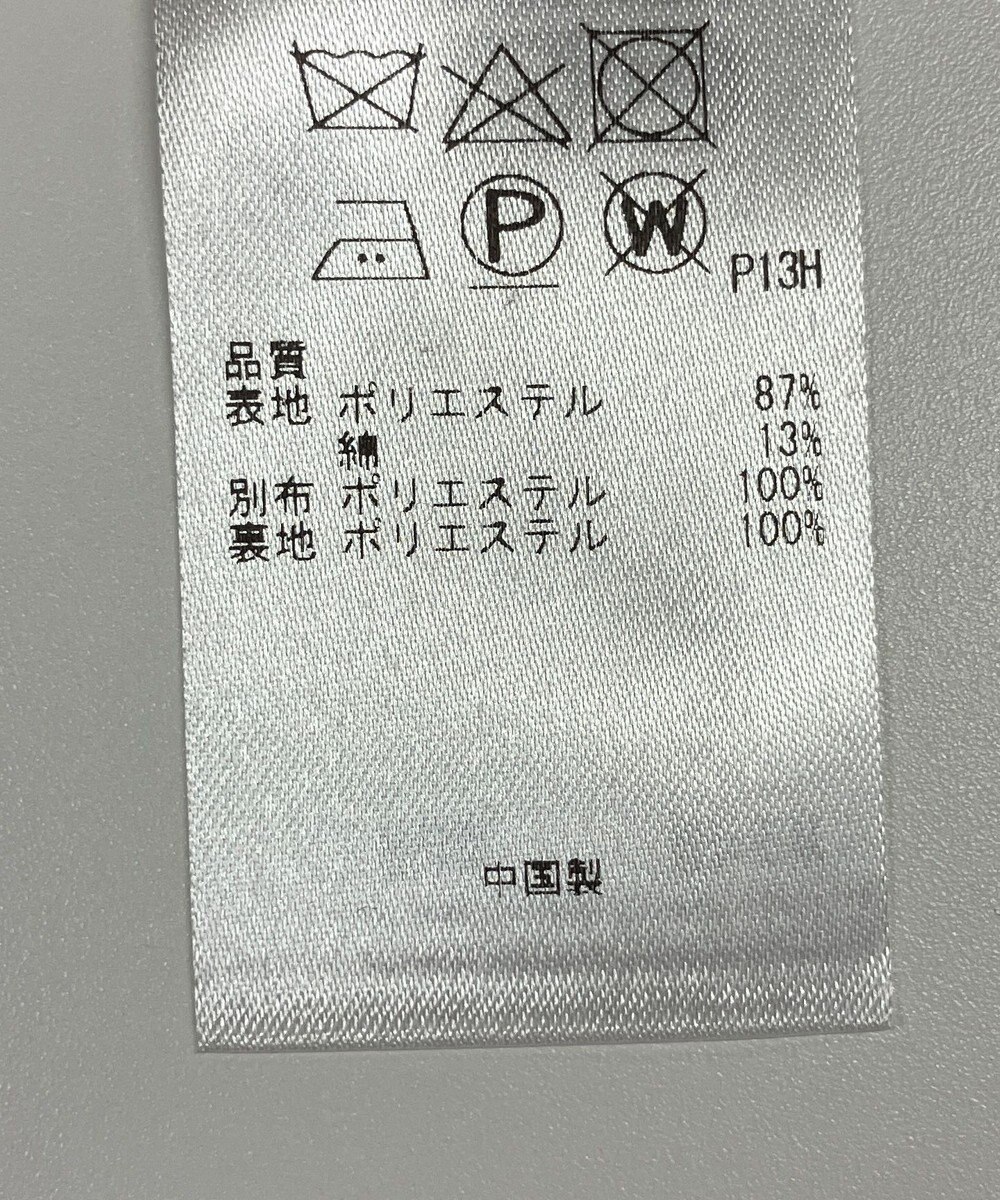 P W P13H
品質
表地 ポリエステル 87%
綿 13%
別布 ポリエステル 100%
裏地 ポリエステル 100%
中国製